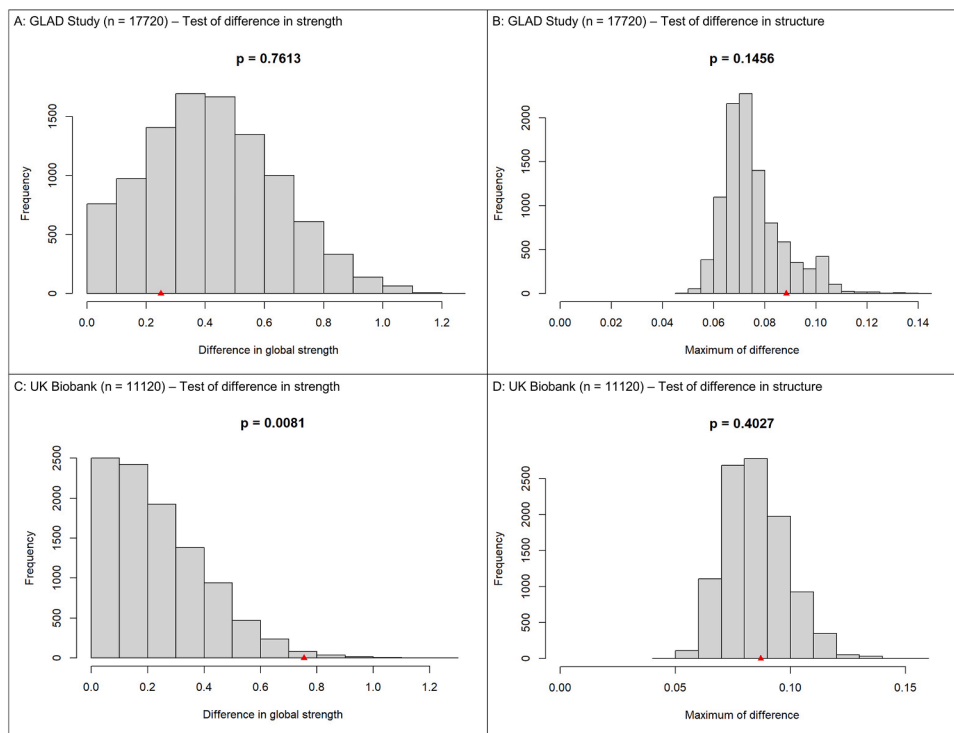 A: GLAD Study (n = 17720) – Test of difference in strength
p = 0.7613
Frequency
1500
1000
500
0
0.0 0.2 0.4 0.6 0.8 1.0 1.2
Difference in global strength
B: GLAD Study (n = 17720) – Test of difference in structure
p = 0.1456
Frequency
2000
1500
1000
500
0
0.00 0.02 0.04 0.06 0.08 0.10 0.12 0.14
Maximum of difference
C: UK Biobank (n = 11120) – Test of difference in strength
p = 0.0081
Frequency
2500
2000
1500
1000
500
0
0.0 0.2 0.4 0.6 0.8 1.0 1.2
Difference in global strength
D: UK Biobank (n = 11120) – Test of difference in structure
p = 0.4027
Frequency
2500
2000
1500
1000
500
0
0.00 0.05 0.10 0.15
Maximum of difference